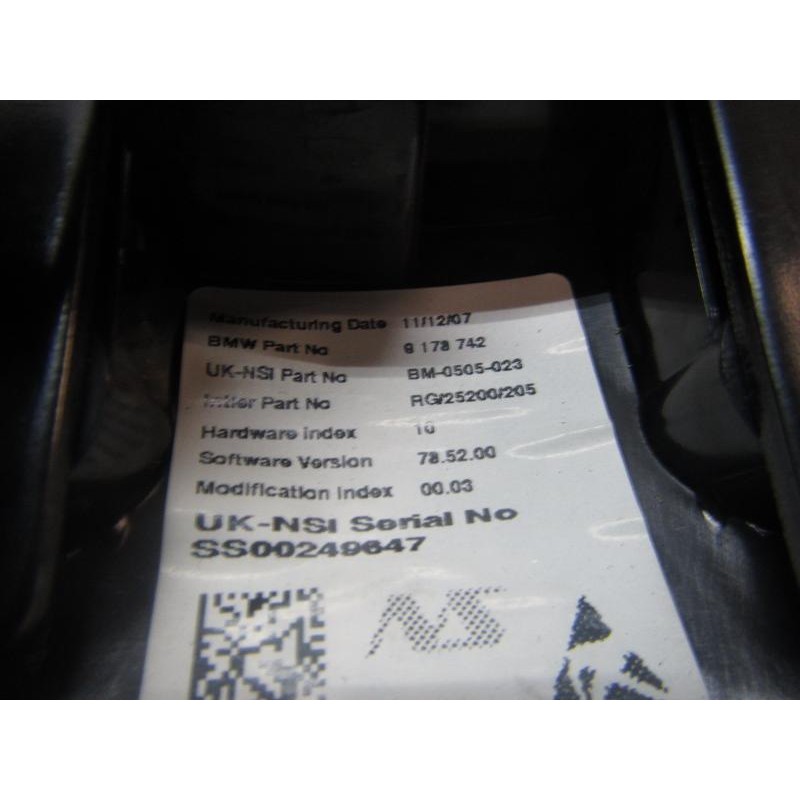 Manufacturing Date 11/12/07
BMW Part No 9 178 742
UK-NSI Part No BM-0505-023
Intier Part No RG/25200/205
Hardware Index 10
Software Version 78.52.00
Modification Index 00.03
UK-NSI Serial No
SS00249647
NS